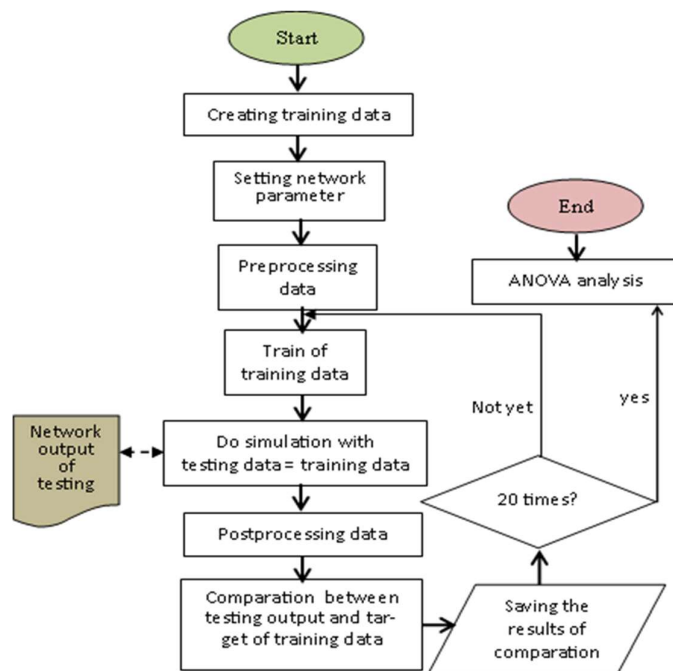 Start
Creating training data
Setting network
parameter
Preprocessing
data
Train of
training data
Do simulation with
testing data= training data
Network
output
of
testing
Postprocessing data
Comparation between
testing output and tar-
get of training data
Saving the
results of
comparation
20 times?
Not yet
yes
ANOVA analysis
End